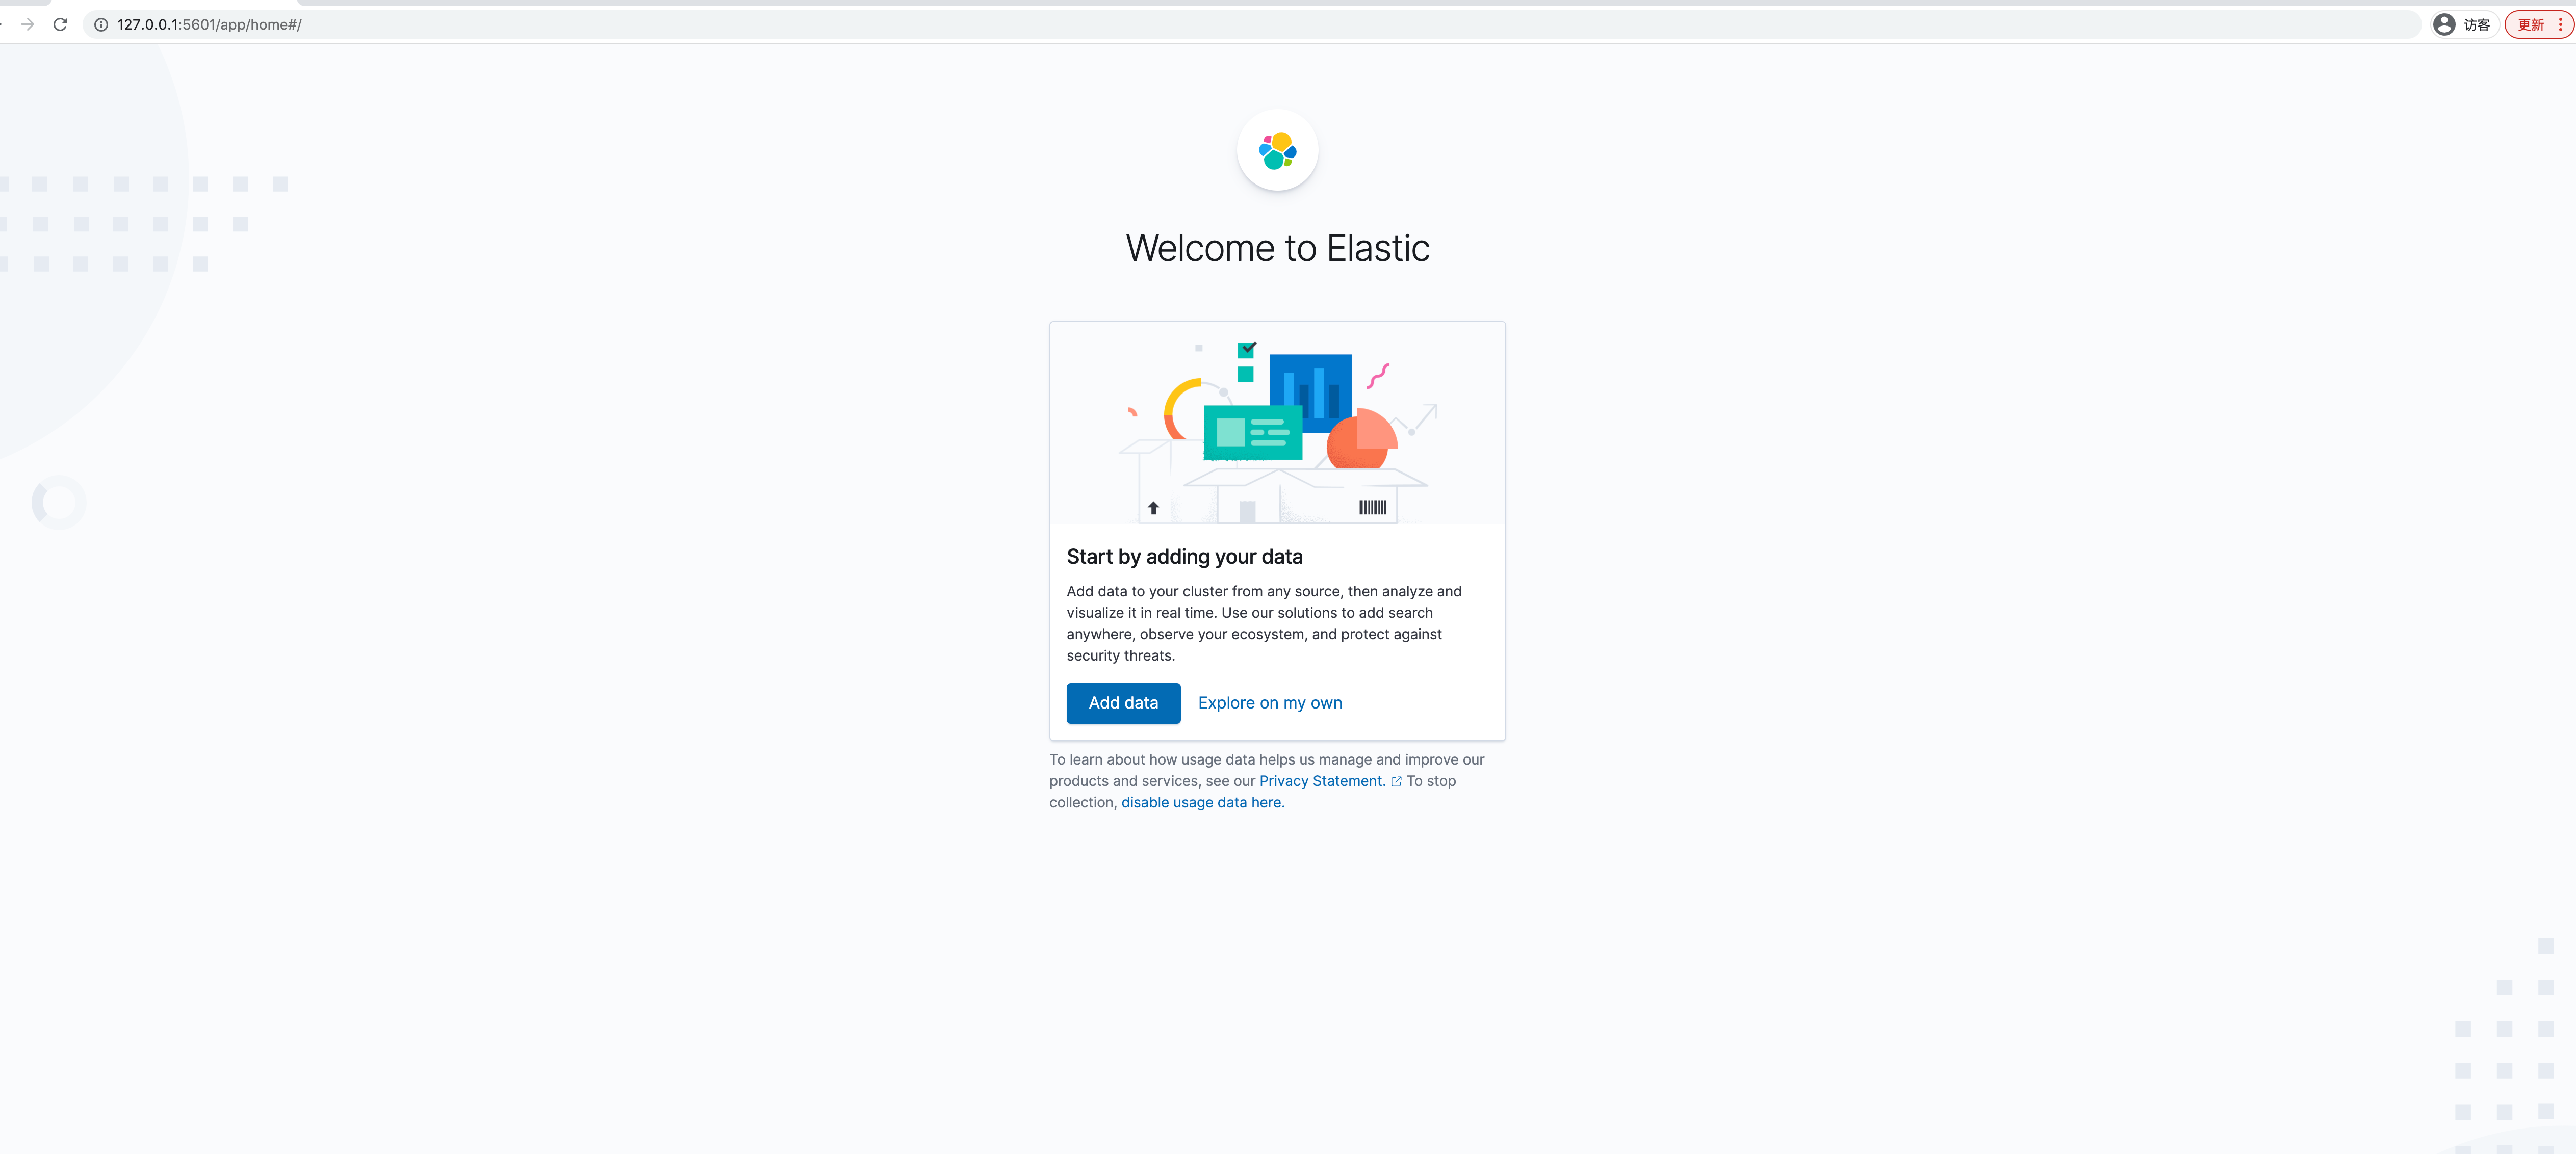 127.0.0.1:5601/app/home#/
访客
更新
Welcome to Elastic
Start by adding your data
Add data to your cluster from any source, then analyze and
visualize it in real time. Use our solutions to add search
anywhere, observe your ecosystem, and protect against
security threats.
Add data
Explore on my own
To learn about how usage data helps us manage and improve our
products and services, see our Privacy Statement. To stop
collection, disable usage data here.